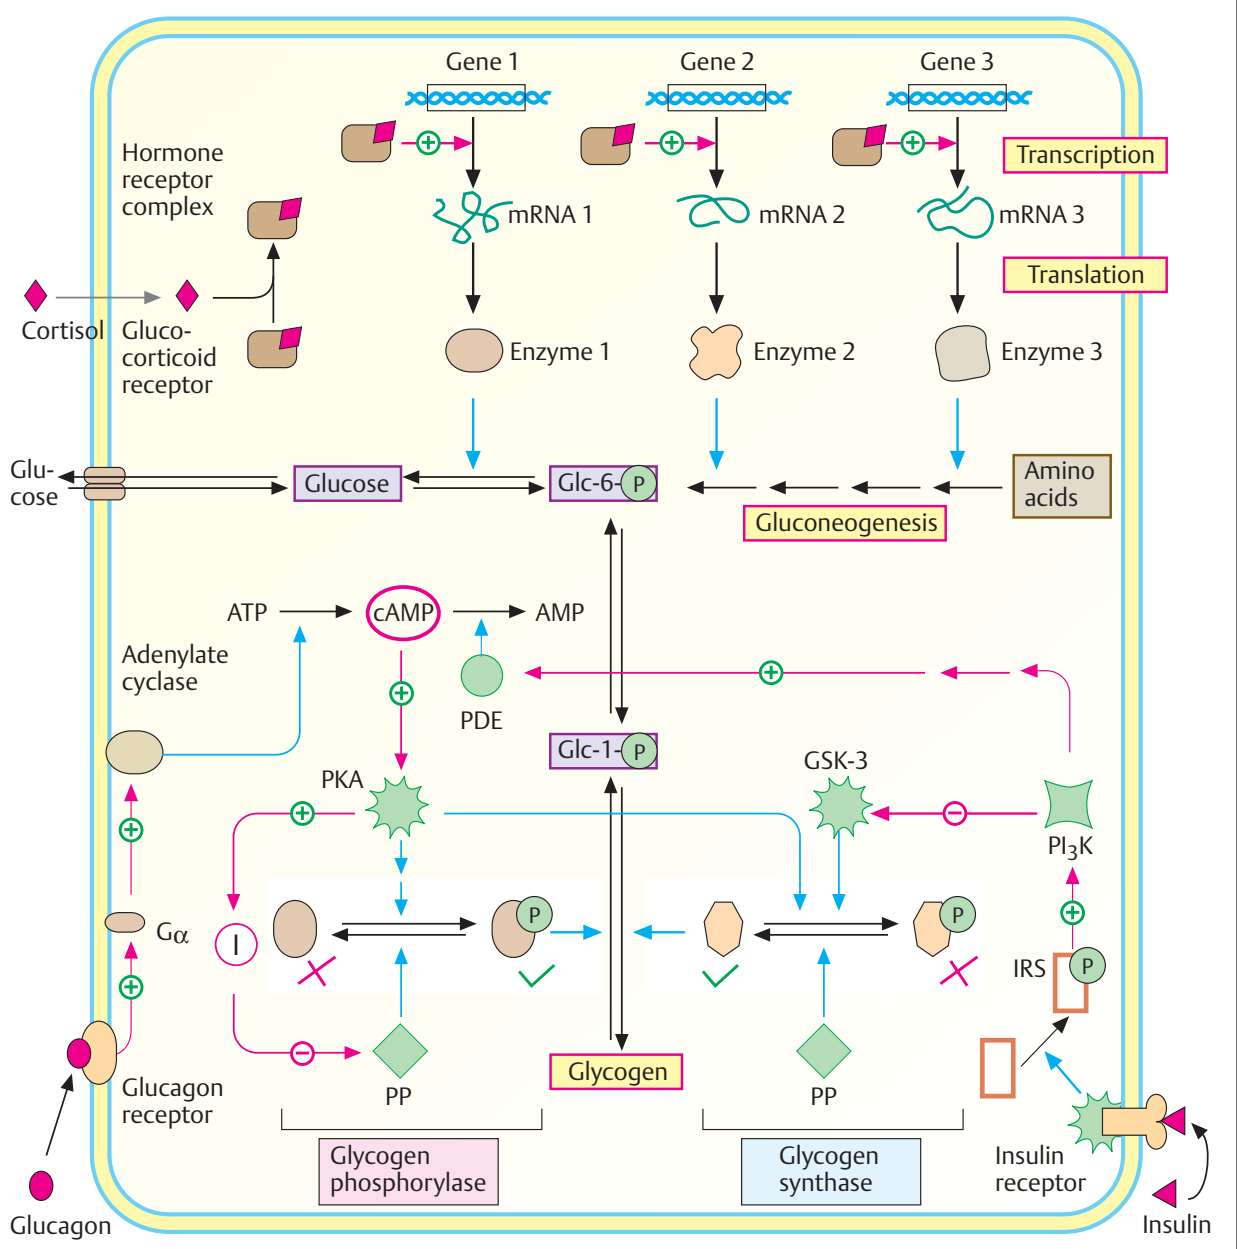 Gene 1
Gene 2
Gene 3
Transcription
Hormone
receptor
complex
mRNA 1
mRNA 2
mRNA 3
Translation
Cortisol
Gluco-
corticoid
receptor
Enzyme 1
Enzyme 2
Enzyme 3
Glu-
cose
Glucose
Glc-6- P
Amino
acids
Gluconeogenesis
ATP
cAMP
AMP
Adenylate
cyclase
PDE
Glc-1- P
PKA
GSK-3
PI3K
Gα
I
P
P
IRS
P
Glucagon
receptor
PP
Glycogen
PP
Glycogen
phosphorylase
Glycogen
synthase
Insulin
receptor
Glucagon
Insulin